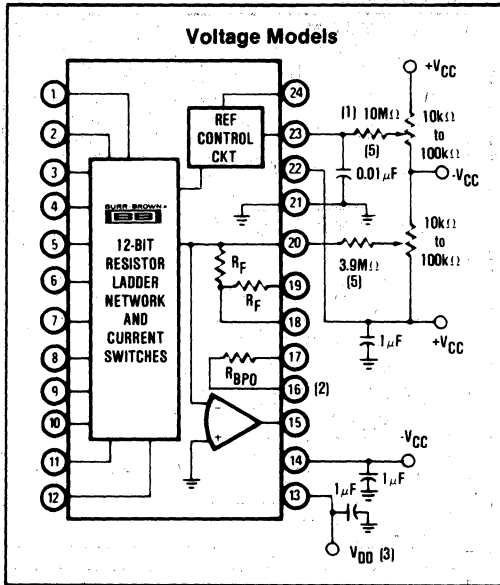 Voltage Models
+VCC
1
24
REF
CONTROL
CKT
(1) 10MΩ
(5)
10kΩ
to
100kΩ
2
23
0.01μF
-VCC
3
22
4
21
BURR-BROWN®
BB
12-BIT
RESISTOR
LADDER
NETWORK
AND
CURRENT
SWITCHES
5
20
3.9MΩ
(5)
10kΩ
to
100kΩ
RF
6
19
RF
7
18
+VCC
1μF
8
17
RBPO
9
16 (2)
10
15
-
+
11
14
-VCC
1μF
12
13
1μF
VDD (3)